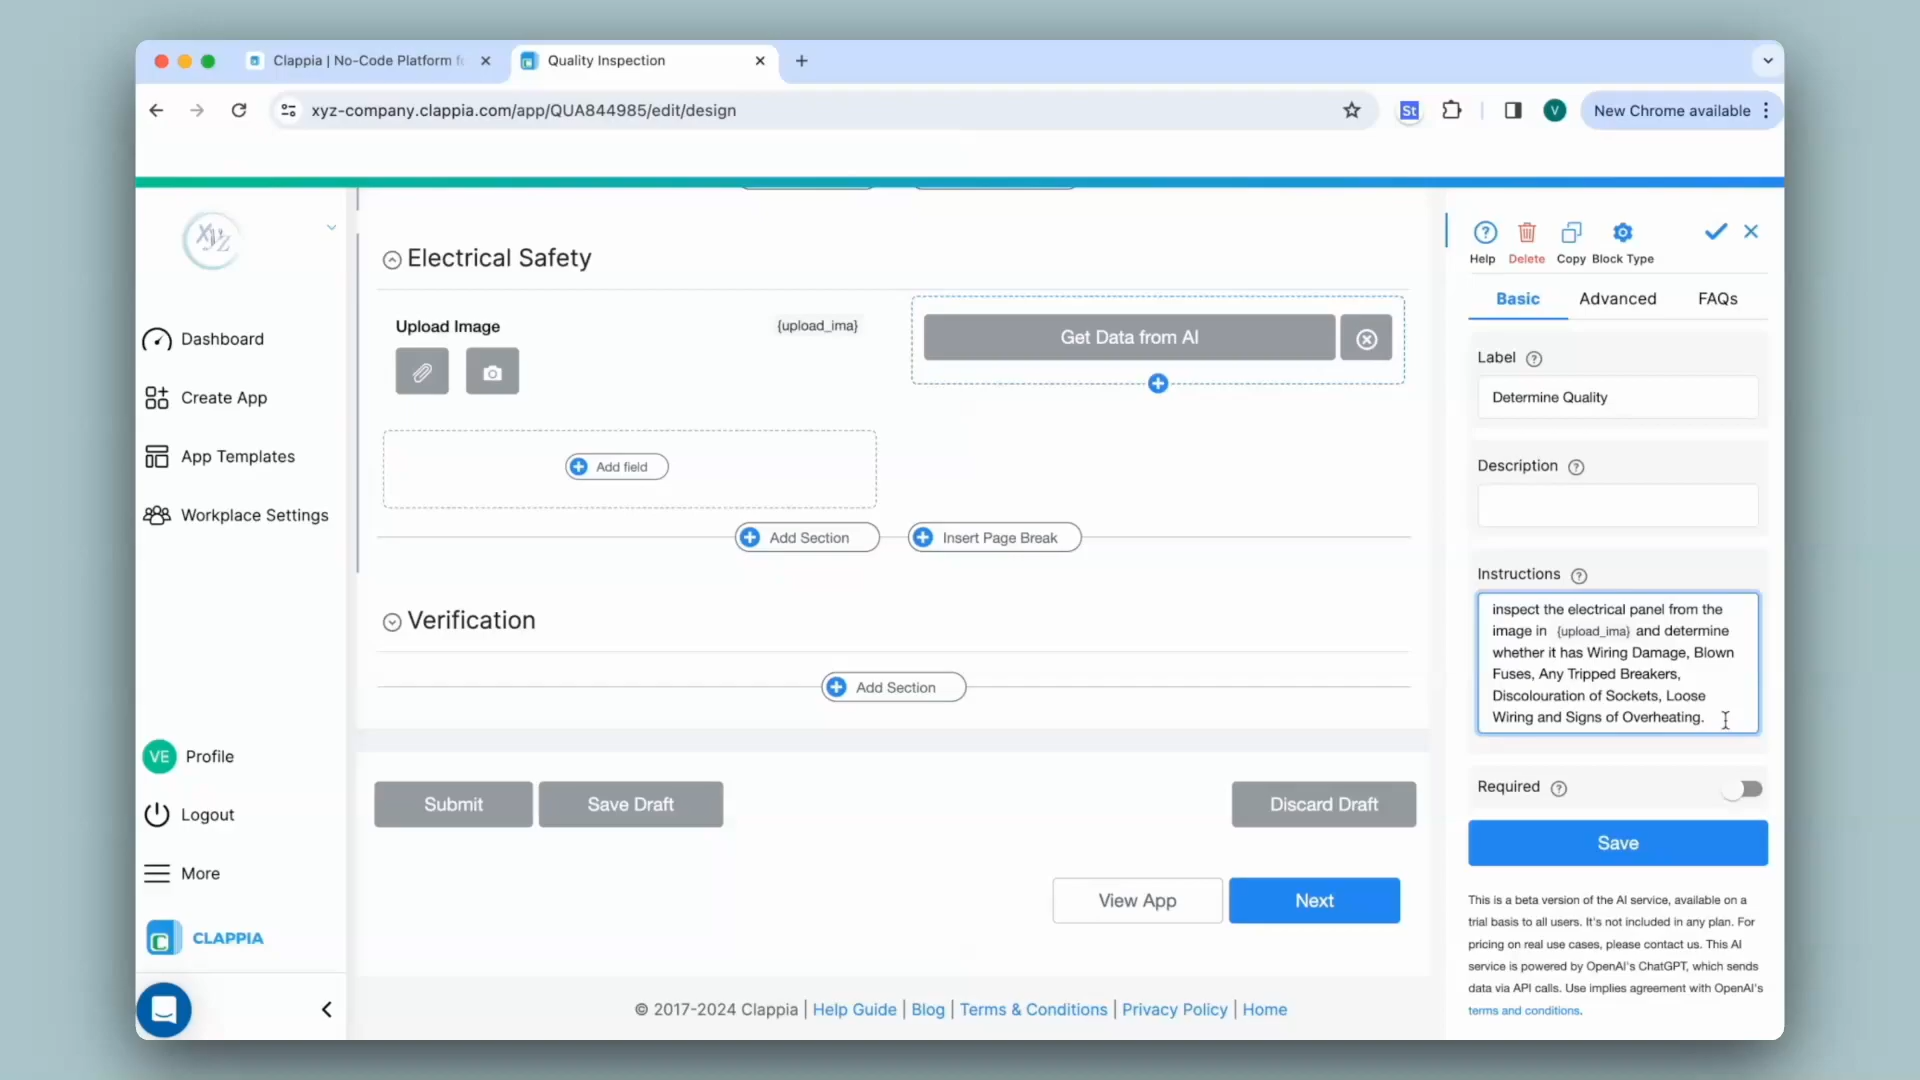 Clappia | No-Code Platform f
Quality Inspection
xyz-company.clappia.com/app/QUA844985/edit/design
St
V
New Chrome available
XYZ
Dashboard
Create App
App Templates
Workplace Settings
VE Profile
Logout
More
CLAPPIA
Electrical Safety
Upload Image
{upload_ima}
Get Data from AI
Add field
Add Section
Insert Page Break
Verification
Add Section
Submit
Save Draft
Discard Draft
View App
Next
© 2017-2024 Clappia | Help Guide | Blog | Terms & Conditions | Privacy Policy | Home
Help
Delete
Copy
Block Type
Basic
Advanced
FAQs
Label
Determine Quality
Description
Instructions
inspect the electrical panel from the
image in {upload_ima} and determine
whether it has Wiring Damage, Blown
Fuses, Any Tripped Breakers,
Discolouration of Sockets, Loose
Wiring and Signs of Overheating.
Required
Save
This is a beta version of the AI service, available on a
trial basis to all users. It's not included in any plan. For
pricing on real use cases, please contact us. This AI
service is powered by OpenAI's ChatGPT, which sends
data via API calls. Use implies agreement with OpenAI's
terms and conditions.